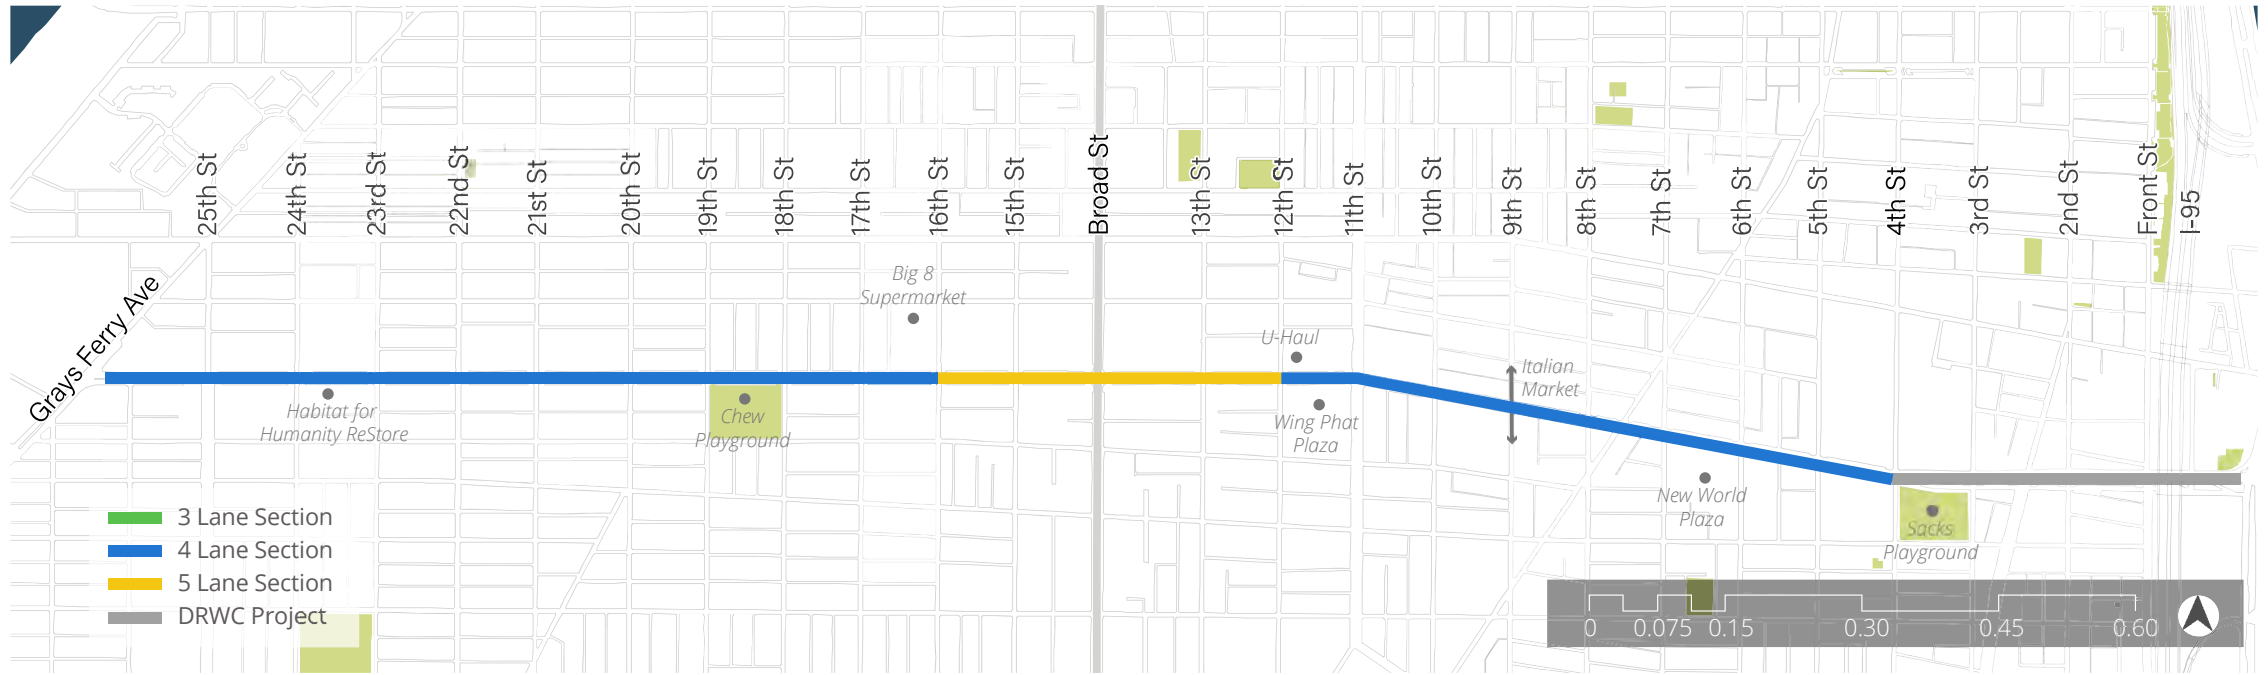 25th St
24th St
23rd St
22nd St
21st St
20th St
19th St
18th St
17th St
16th St
15th St
Broad St
13th St
12th St
11th St
10th St
9th St
8th St
7th St
6th St
5th St
4th St
3rd St
2nd St
Front St
I-95
Grays Ferry Ave
Big 8
Supermarket
U-Haul
Italian
Market
Habitat for
Humanity ReStore
Chew
Playground
Wing Phat
Plaza
New World
Plaza
Sacks
Playground
3 Lane Section
4 Lane Section
5 Lane Section
DRWC Project
0 0.075 0.15 0.30 0.45 0.60